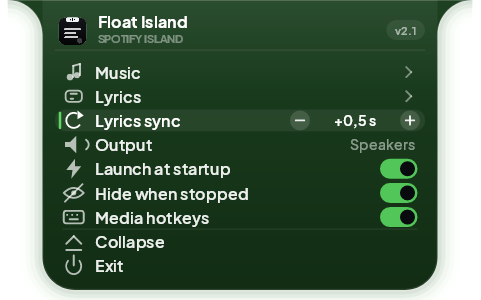 Float Island
SPOTIFY ISLAND
v2.1
Music
Lyrics
Lyrics sync
+0,5 s
Output
Speakers
Launch at startup
Hide when stopped
Media hotkeys
Collapse
Exit